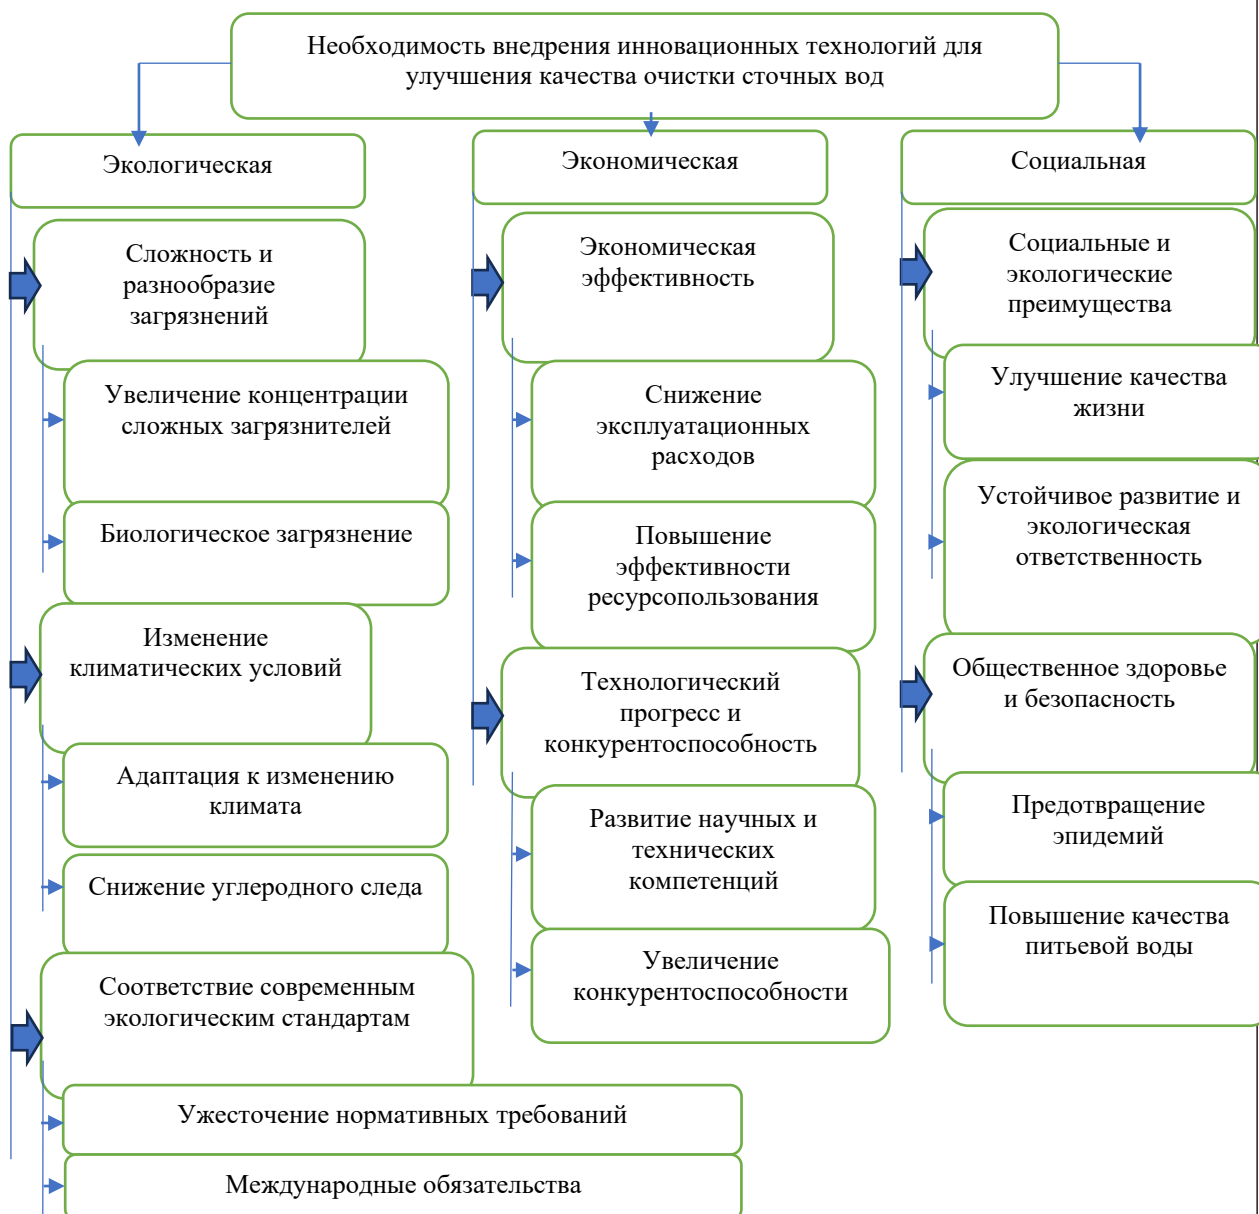 Необходимость внедрения инновационных технологий для
улучшения качества очистки сточных вод
Экологическая
Сложность и
разнообразие
загрязнений
Увеличение концентрации
сложных загрязнителей
Биологическое загрязнение
Изменение
климатических условий
Адаптация к изменению
климата
Снижение углеродного следа
Соответствие современным
экологическим стандартам
Ужесточение нормативных требований
Международные обязательства
Экономическая
Экономическая
эффективность
Снижение
эксплуатационных
расходов
Повышение
эффективности
ресурсопользования
Технологический
прогресс и
конкурентоспособность
Развитие научных и
технических
компетенций
Увеличение
конкурентоспособности
Социальная
Социальные и
экологические
преимущества
Улучшение качества
жизни
Устойчивое развитие и
экологическая
ответственность
Общественное здоровье
и безопасность
Предотвращение
эпидемий
Повышение качества
питьевой воды